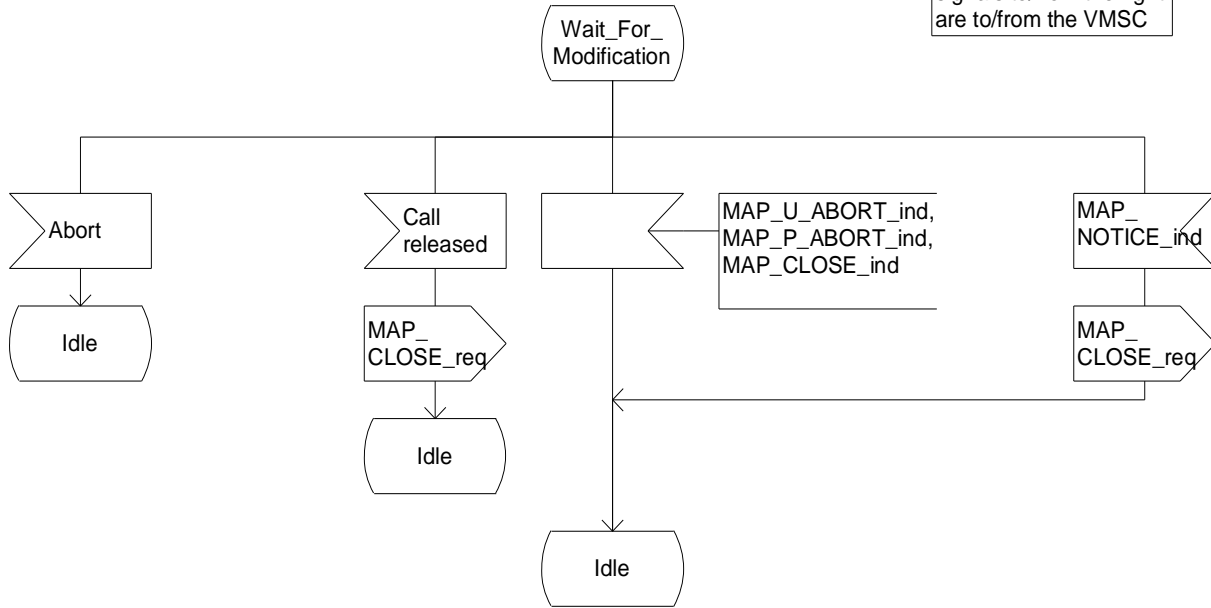 are to/from the VMSC
Wait_For_
Modification
Abort
Call
released
MAP_U_ABORT_ind,
MAP_P_ABORT_ind,
MAP_CLOSE_ind
MAP_
NOTICE_ind
Idle
MAP_
CLOSE_req
MAP_
CLOSE_req
Idle
Idle